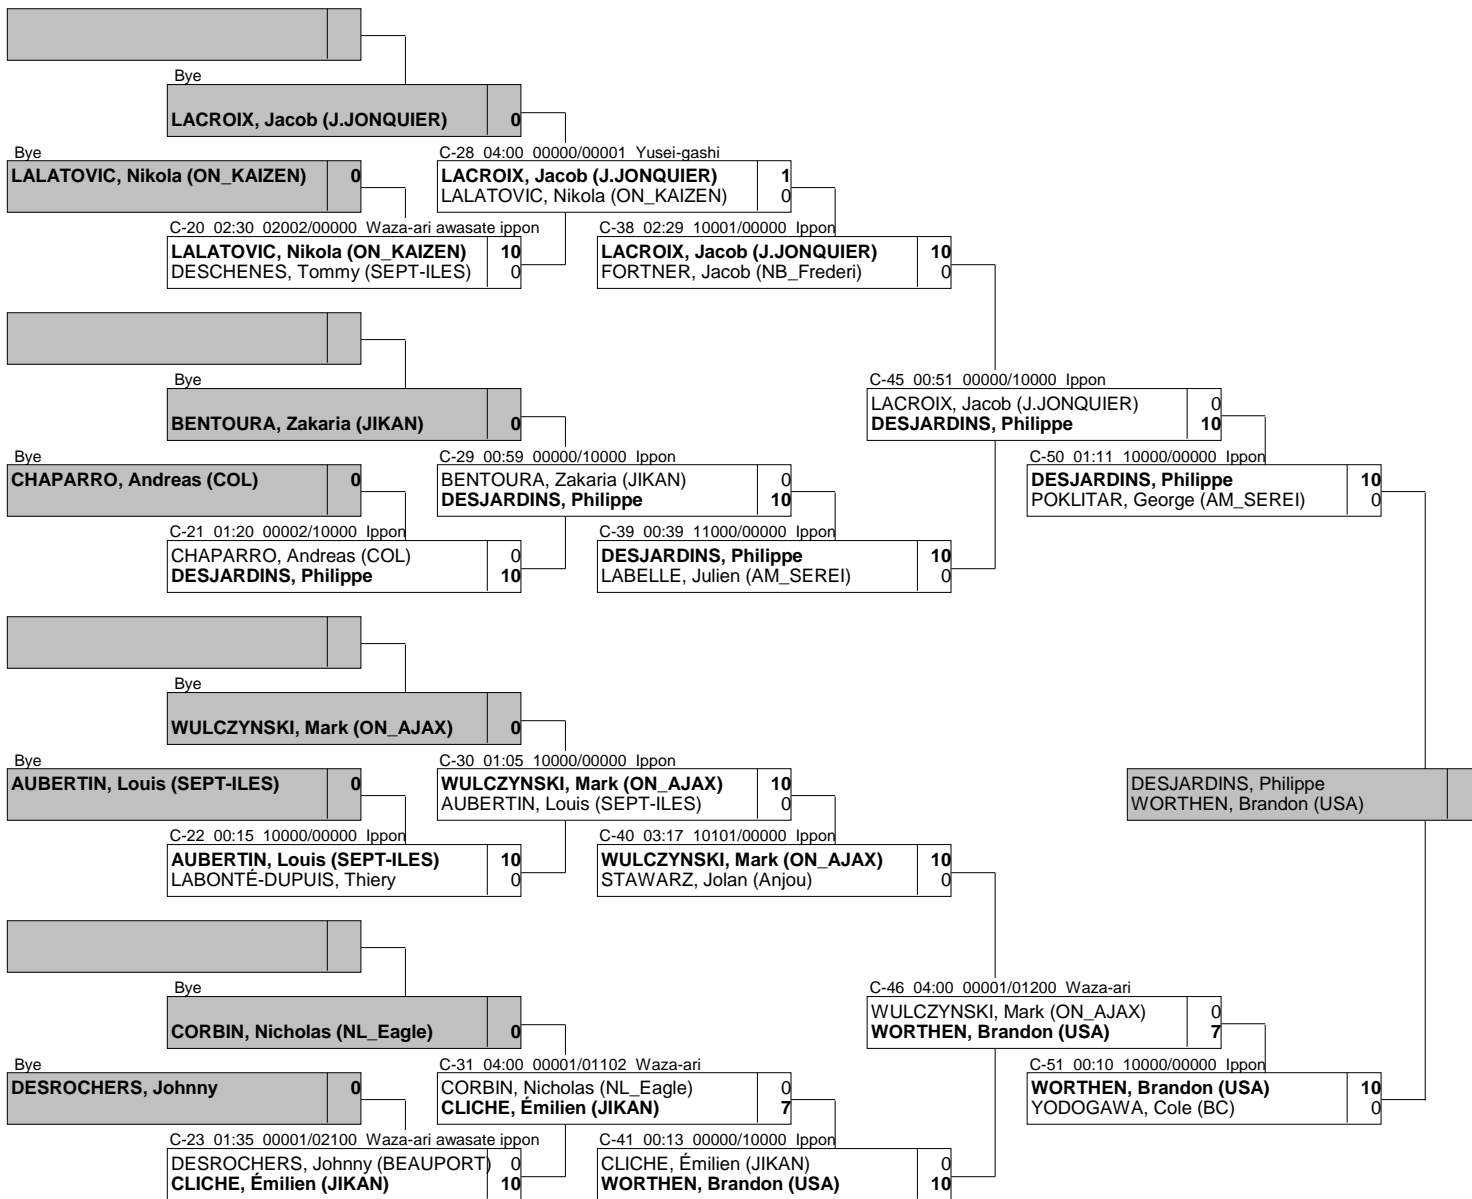 Bye
LACROIX, Jacob (J.JONQUIER) 0
Bye
LALATOVIC, Nikola (ON_KAIZEN) 0
C-28 04:00 00000/00001 Yusei-gashi
LACROIX, Jacob (J.JONQUIER) 1
LALATOVIC, Nikola (ON_KAIZEN) 0
C-20 02:30 02002/00000 Waza-ari awasate ippon
LALATOVIC, Nikola (ON_KAIZEN) 10
DESCHENES, Tommy (SEPT-ILES) 0
C-38 02:29 10001/00000 Ippon
LACROIX, Jacob (J.JONQUIER) 10
FORTNER, Jacob (NB_Frederi) 0
Bye
BENTOURA, Zakaria (JIKAN) 0
C-45 00:51 00000/10000 Ippon
LACROIX, Jacob (J.JONQUIER) 0
DESJARDINS, Philippe 10
Bye
CHAPARRO, Andreas (COL) 0
C-29 00:59 00000/10000 Ippon
BENTOURA, Zakaria (JIKAN) 0
DESJARDINS, Philippe 10
C-50 01:11 10000/00000 Ippon
DESJARDINS, Philippe 10
POKLITAR, George (AM_SEREI) 0
C-21 01:20 00002/10000 Ippon
CHAPARRO, Andreas (COL) 0
DESJARDINS, Philippe 10
C-39 00:39 11000/00000 Ippon
DESJARDINS, Philippe 10
LABELLE, Julien (AM_SEREI) 0
Bye
WULCZYNSKI, Mark (ON_AJAX) 0
Bye
AUBERTIN, Louis (SEPT-ILES) 0
C-30 01:05 10000/00000 Ippon
WULCZYNSKI, Mark (ON_AJAX) 10
AUBERTIN, Louis (SEPT-ILES) 0
DESJARDINS, Philippe
WORTHEN, Brandon (USA)
C-22 00:15 10000/00000 Ippon
AUBERTIN, Louis (SEPT-ILES) 10
LABONTÉ-DUPUIS, Thiery 0
C-40 03:17 10101/00000 Ippon
WULCZYNSKI, Mark (ON_AJAX) 10
STAWARZ, Jolan (Anjou) 0
Bye
CORBIN, Nicholas (NL_Eagle) 0
C-46 04:00 00001/01200 Waza-ari
WULCZYNSKI, Mark (ON_AJAX) 0
WORTHEN, Brandon (USA) 7
Bye
DESROCHERS, Johnny 0
C-31 04:00 00001/01102 Waza-ari
CORBIN, Nicholas (NL_Eagle) 0
CLICHE, Émilien (JIKAN) 7
C-51 00:10 10000/00000 Ippon
WORTHEN, Brandon (USA) 10
YODOGAWA, Cole (BC) 0
C-23 01:35 00001/02100 Waza-ari awasate ippon
DESROCHERS, Johnny (BEAUPORT) 0
CLICHE, Émilien (JIKAN) 10
C-41 00:13 00000/10000 Ippon
CLICHE, Émilien (JIKAN) 0
WORTHEN, Brandon (USA) 10